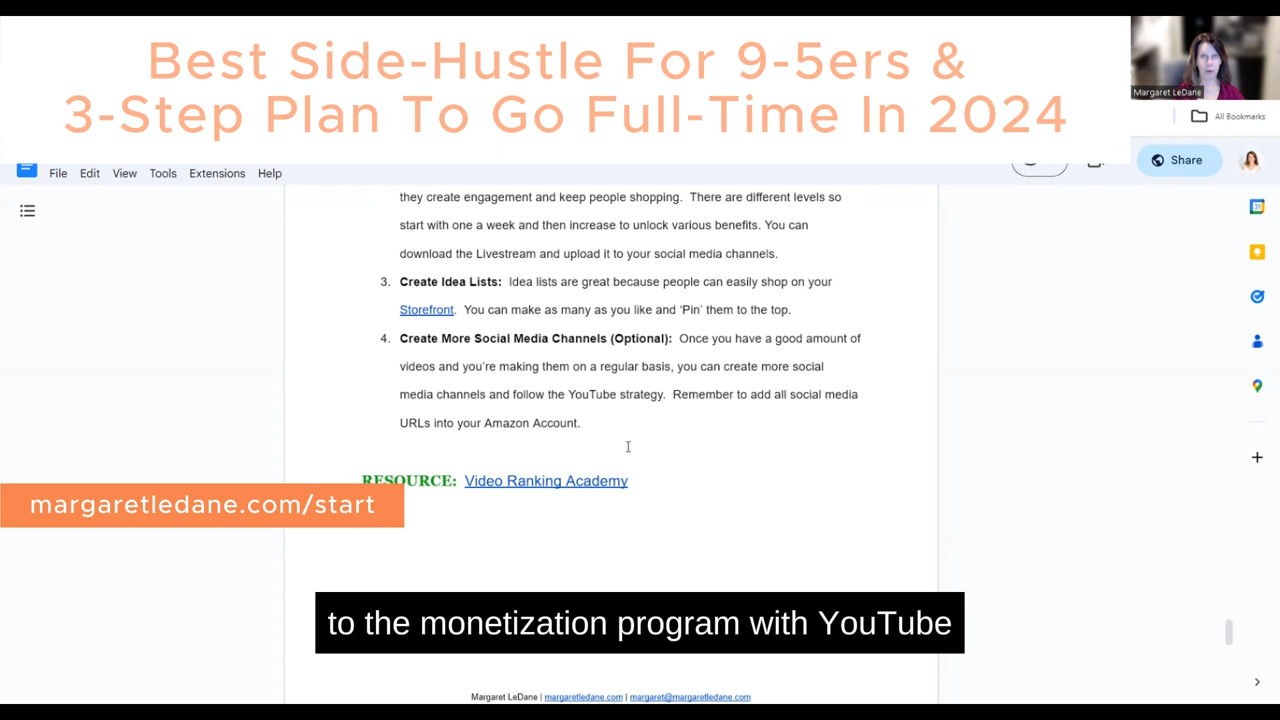 Best Side-Hustle For 9-5ers &
3-Step Plan To Go Full-Time In 2024
Margaret LeDane
All Bookmarks
File Edit View Tools Extensions Help
Share
31
they create engagement and keep people shopping. There are different levels so
start with one a week and then increase to unlock various benefits. You can
download the Livestream and upload it to your social media channels.
3. Create Idea Lists: Idea lists are great because people can easily shop on your
Storefront. You can make as many as you like and ‘Pin’ them to the top.
4. Create More Social Media Channels (Optional): Once you have a good amount of
videos and you’re making them on a regular basis, you can create more social
media channels and follow the YouTube strategy. Remember to add all social media
URLs into your Amazon Account.
RESOURCE: Video Ranking Academy
margaretledane.com/start
to the monetization program with YouTube
Margaret LeDane | margaretledane.com | margaret@margaretledane.com